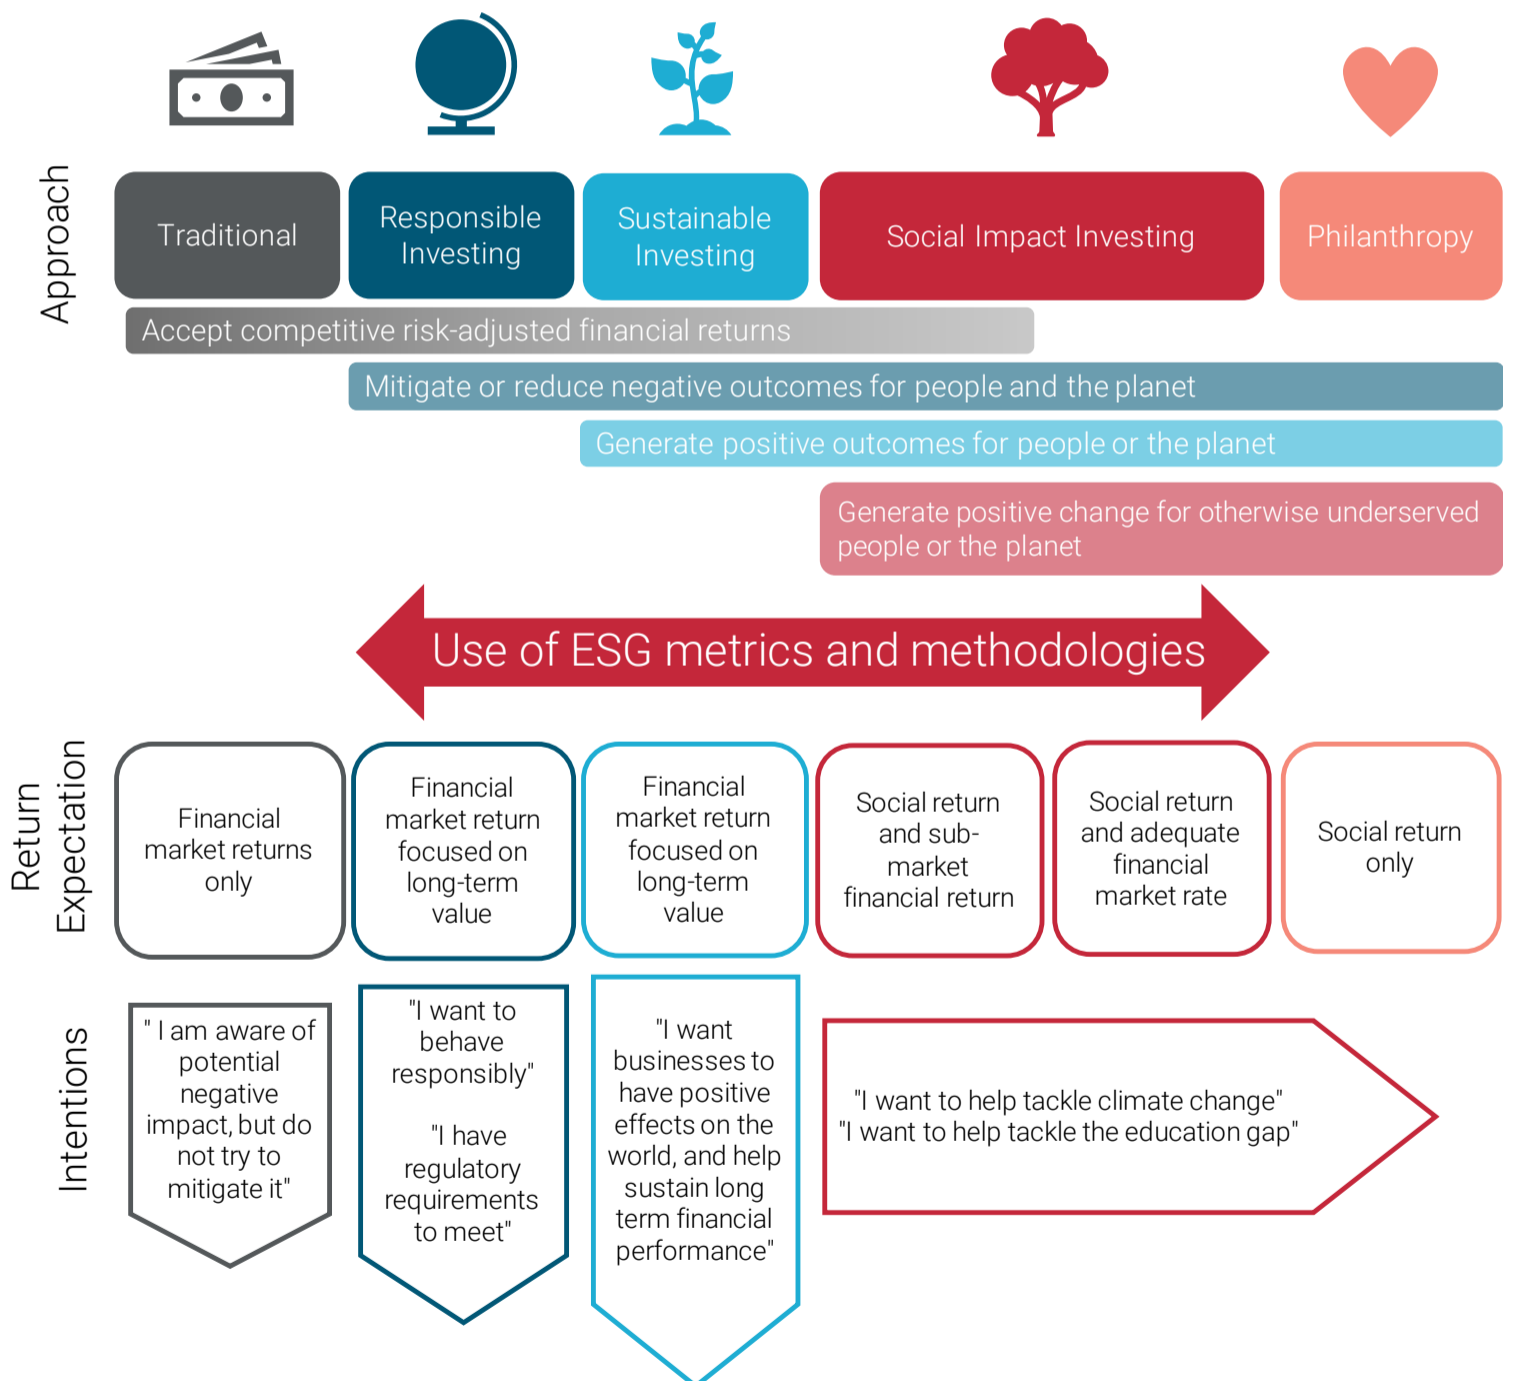 Approach
Traditional
Responsible
Investing
Sustainable
Investing
Social Impact Investing
Philanthropy
Accept competitive risk-adjusted financial returns
Mitigate or reduce negative outcomes for people and the planet
Generate positive outcomes for people or the planet
Generate positive change for otherwise underserved
people or the planet
Use of ESG metrics and methodologies
Return
Expectation
Financial
market returns
only
Financial
market return
focused on
long-term
value
Financial
market return
focused on
long-term
value
Social return
and sub-
market
financial return
Social return
and adequate
financial
market rate
Social return
only
Intentions
" I am aware of
potential
negative
impact, but do
not try to
mitigate it"
"I want to
behave
responsibly"
"I have
regulatory
requirements
to meet"
"I want
businesses to
have positive
effects on the
world, and help
sustain long
term financial
performance"
"I want to help tackle climate change"
"I want to help tackle the education gap"